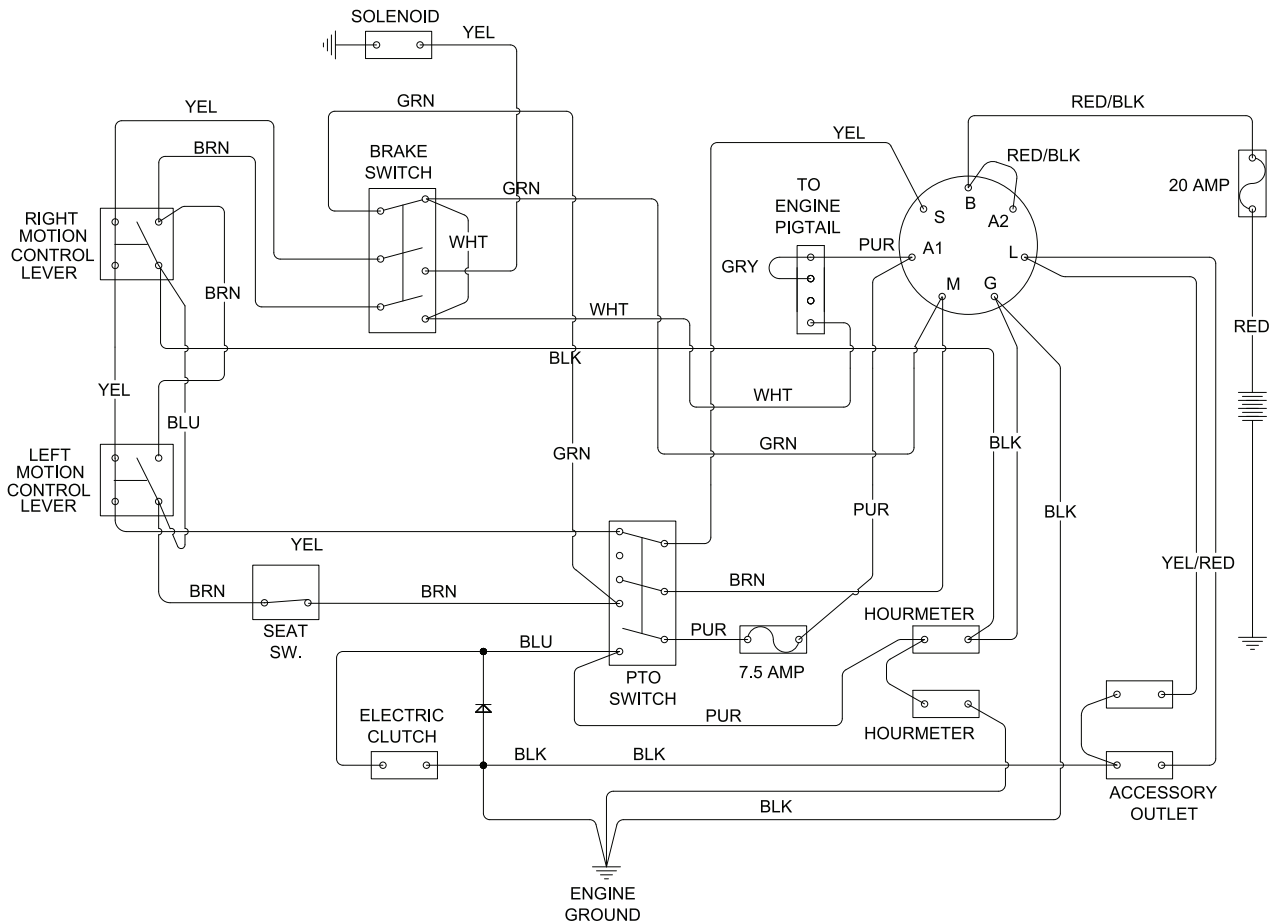 SOLENOID
YEL
GRN
YEL
RED/BLK
YEL
BRN
BRAKE
SWITCH
RED/BLK
TO
ENGINE
PIGTAIL
20 AMP
GRN
B
S
A2
RIGHT
MOTION
CONTROL
LEVER
WHT
PUR
A1
L
GRY
BRN
M
G
WHT
RED
BLK
YEL
WHT
BLU
GRN
BLK
LEFT
MOTION
CONTROL
LEVER
GRN
PUR
BLK
YEL
YEL/RED
BRN
BRN
BRN
SEAT
SW.
HOURMETER
PUR
BLU
7.5 AMP
PTO
SWITCH
PUR
ELECTRIC
CLUTCH
HOURMETER
BLK
BLK
ACCESSORY
OUTLET
BLK
ENGINE
GROUND